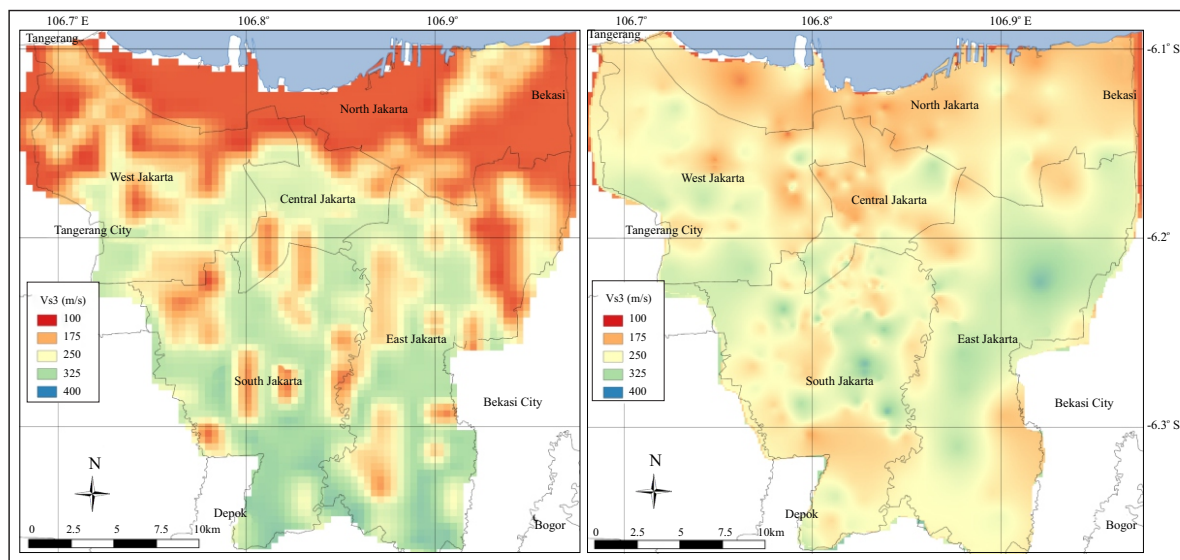 106.7˚ E
106.8˚
106.9˚
Tangerang
North Jakarta
Bekasi
West Jakarta
Central Jakarta
Tangerang City
Vs3 (m/s)
100
175
250
325
400
East Jakarta
South Jakarta
Bekasi City
N
Depok
Bogor
0 2.5 5 7.5 10km
106.7˚
106.8˚
106.9˚E
Tangerang
-6.1˚ S
North Jakarta
Bekasi
West Jakarta
Central Jakarta
Tangerang City
-6.2˚
Vs3 (m/s)
100
175
250
325
400
East Jakarta
South Jakarta
Bekasi City
-6.3˚
N
Depok
Bogor
0 2.5 5 7.5 10km